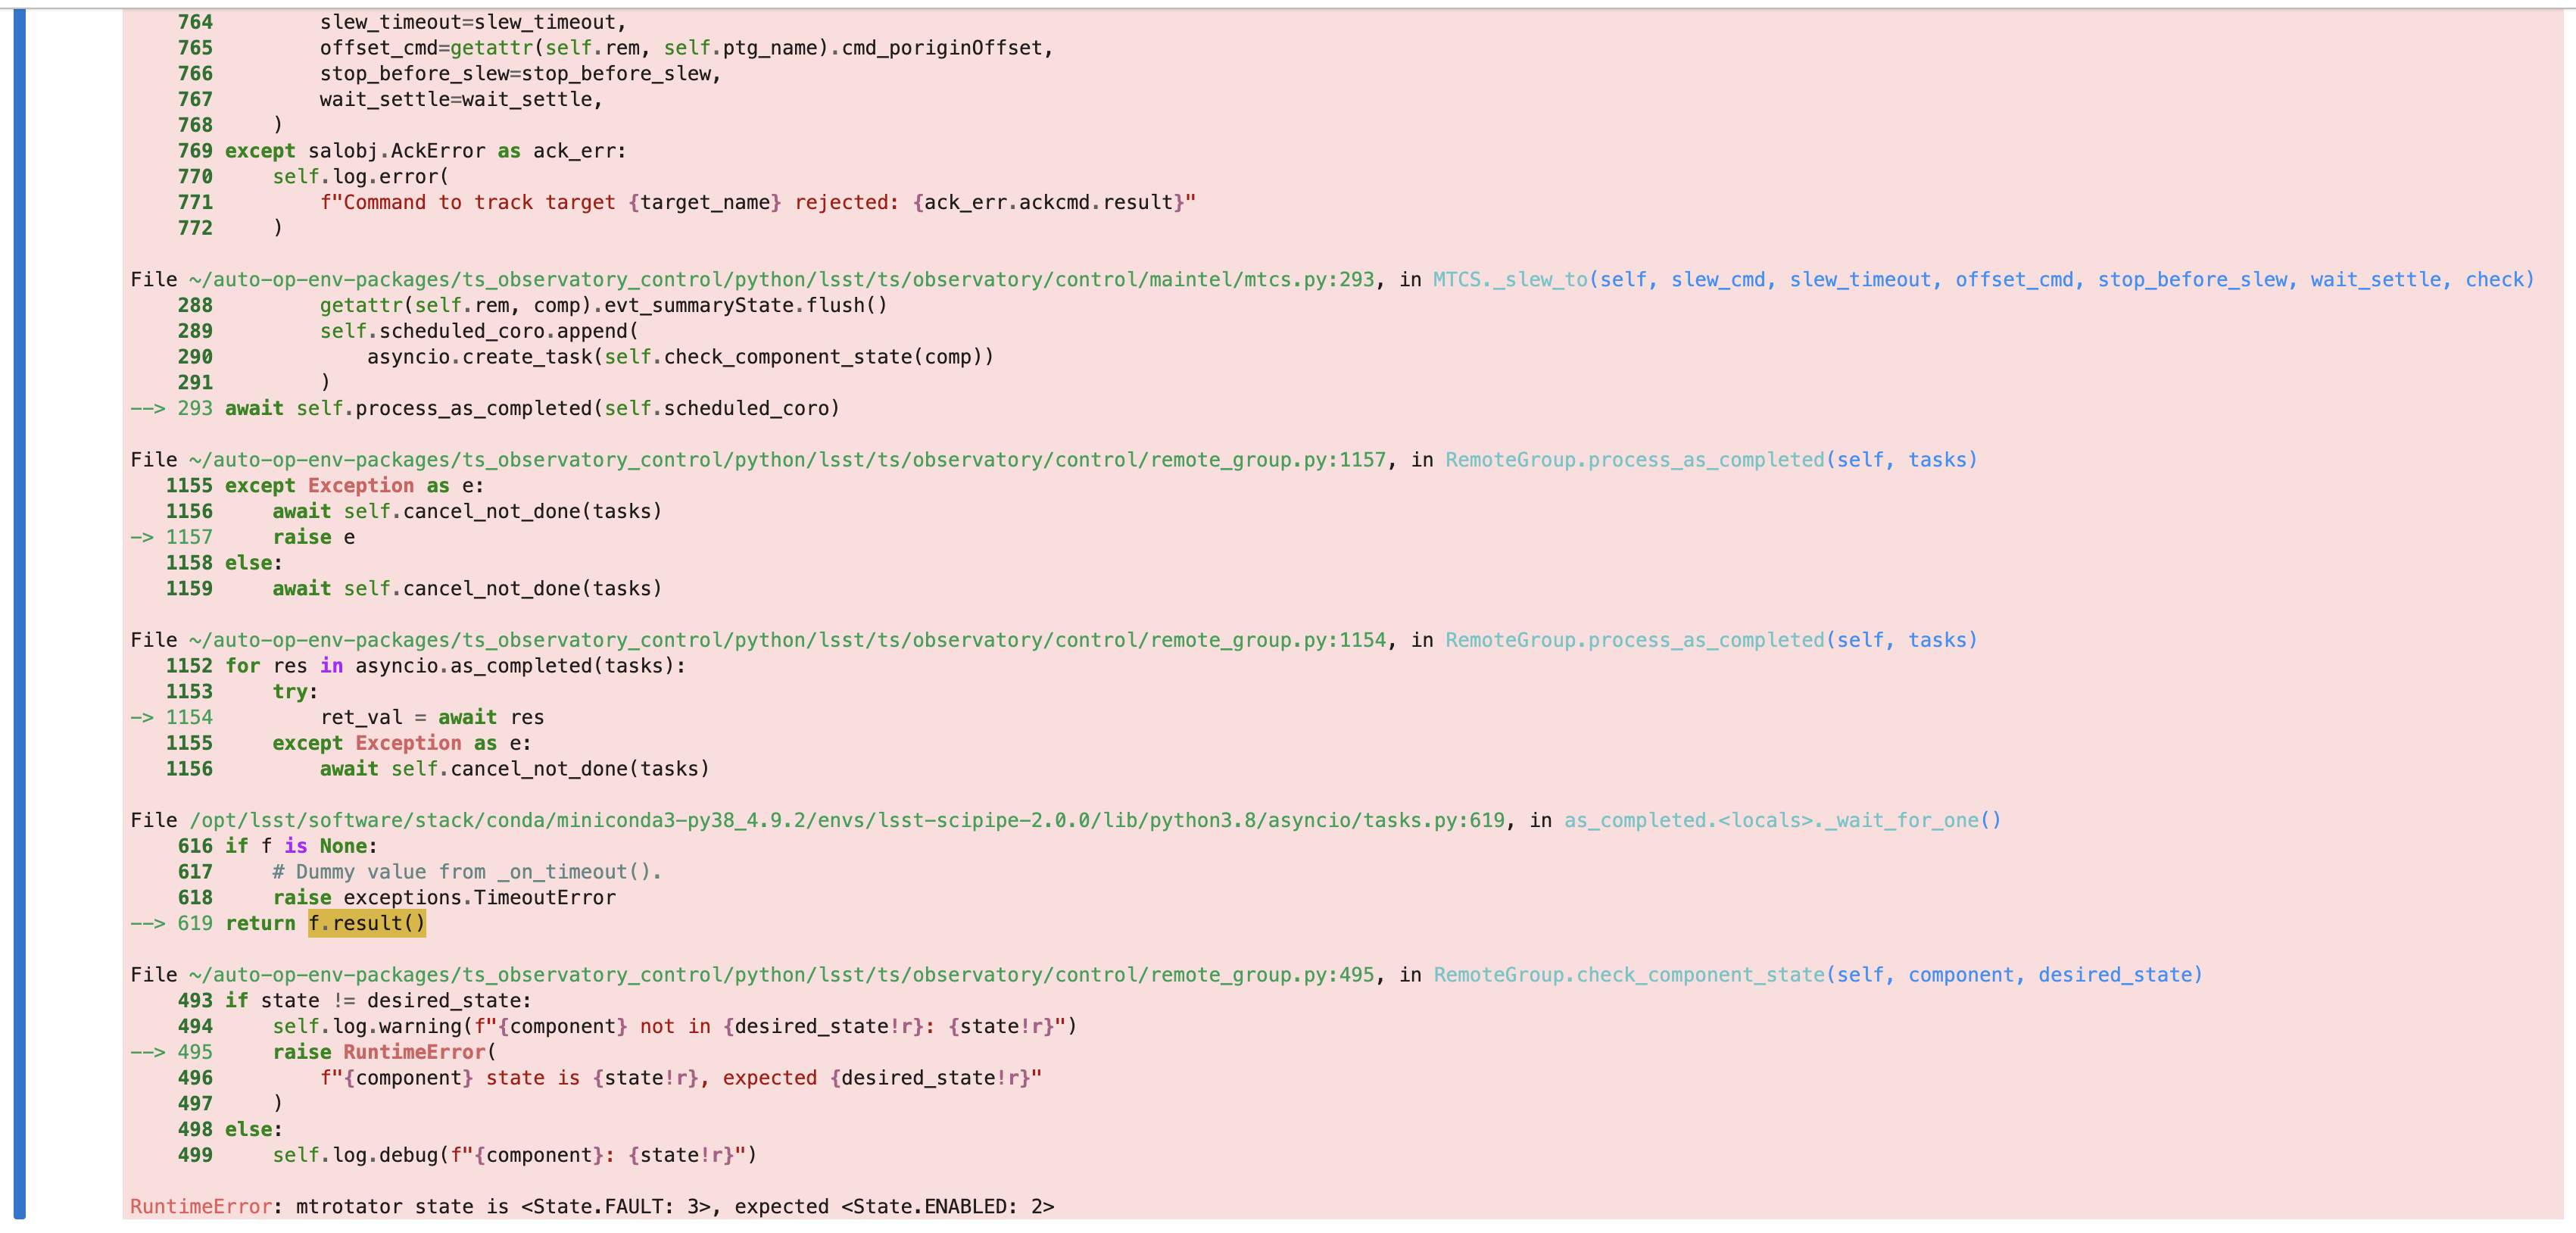 764         slew_timeout=slew_timeout,
765         offset_cmd=getattr(self.rem, self.ptg_name).cmd_poriginOffset,
766         stop_before_slew=stop_before_slew,
767         wait_settle=wait_settle,
768     )
769 except salobj.AckError as ack_err:
770     self.log.error(
771         f"Command to track target {target_name} rejected: {ack_err.ackcmd.result}"
772     )
File ~/auto-op-env-packages/ts_observatory_control/python/lsst/ts/observatory/control/maintel/mtcs.py:293, in MTCS._slew_to(self, slew_cmd, slew_timeout, offset_cmd, stop_before_slew, wait_settle, check)
288         getattr(self.rem, comp).evt_summaryState.flush()
289         self.scheduled_coro.append(
290             asyncio.create_task(self.check_component_state(comp))
291         )
--> 293 await self.process_as_completed(self.scheduled_coro)
File ~/auto-op-env-packages/ts_observatory_control/python/lsst/ts/observatory/control/remote_group.py:1157, in RemoteGroup.process_as_completed(self, tasks)
1155 except Exception as e:
1156     await self.cancel_not_done(tasks)
-> 1157     raise e
1158 else:
1159     await self.cancel_not_done(tasks)
File ~/auto-op-env-packages/ts_observatory_control/python/lsst/ts/observatory/control/remote_group.py:1154, in RemoteGroup.process_as_completed(self, tasks)
1152 for res in asyncio.as_completed(tasks):
1153     try:
-> 1154         ret_val = await res
1155     except Exception as e:
1156         await self.cancel_not_done(tasks)
File /opt/lsst/software/stack/conda/miniconda3-py38_4.9.2/envs/lsst-scipipe-2.0.0/lib/python3.8/asyncio/tasks.py:619, in as_completed.<locals>._wait_for_one()
616 if f is None:
617     # Dummy value from _on_timeout().
618     raise exceptions.TimeoutError
--> 619 return f.result()
File ~/auto-op-env-packages/ts_observatory_control/python/lsst/ts/observatory/control/remote_group.py:495, in RemoteGroup.check_component_state(self, component, desired_state)
493 if state != desired_state:
494     self.log.warning(f"{component} not in {desired_state!r}: {state!r}")
--> 495     raise RuntimeError(
496         f"{component} state is {state!r}, expected {desired_state!r}"
497     )
498 else:
499     self.log.debug(f"{component}: {state!r}")
RuntimeError: mtrotator state is <State.FAULT: 3>, expected <State.ENABLED: 2>